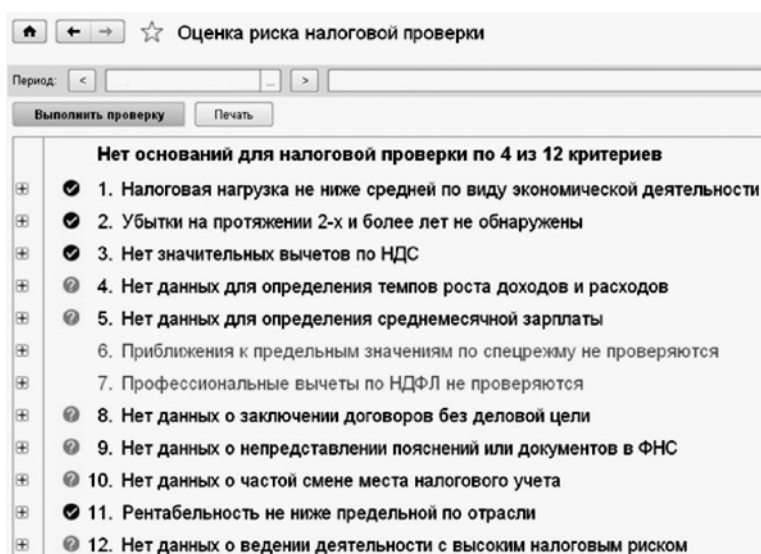 Оценка риска налоговой проверки
Период: < ... >
Выполнить проверку Печать
Нет оснований для налоговой проверки по 4 из 12 критериев
1. Налоговая нагрузка не ниже средней по виду экономической деятельности
2. Убытки на протяжении 2-х и более лет не обнаружены
3. Нет значительных вычетов по НДС
4. Нет данных для определения темпов роста доходов и расходов
5. Нет данных для определения среднемесячной зарплаты
6. Приближения к предельным значениям по спецрежму не проверяются
7. Профессиональные вычеты по НДФЛ не проверяются
8. Нет данных о заключении договоров без деловой цели
9. Нет данных о непредставлении пояснений или документов в ФНС
10. Нет данных о частой смене места налогового учета
11. Рентабельность не ниже предельной по отрасли
12. Нет данных о ведении деятельности с высоким налоговым риском